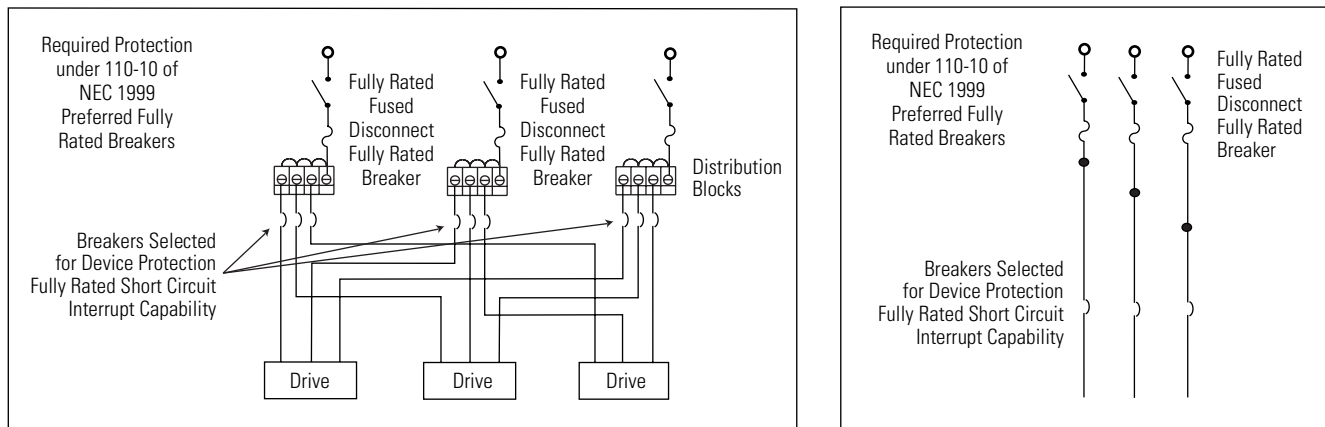 Required Protection
under 110-10 of
NEC 1999
Preferred Fully
Rated Breakers
Fully Rated
Fused
Disconnect
Fully Rated
Breaker
Fully Rated
Fused
Disconnect
Fully Rated
Breaker
Distribution
Blocks
Breakers Selected
for Device Protection
Fully Rated Short Circuit
Interrupt Capability
Drive
Drive
Drive
Required Protection
under 110-10 of
NEC 1999
Preferred Fully
Rated Breakers
Fully Rated
Fused
Disconnect
Fully Rated
Breaker
Breakers Selected
for Device Protection
Fully Rated Short Circuit
Interrupt Capability